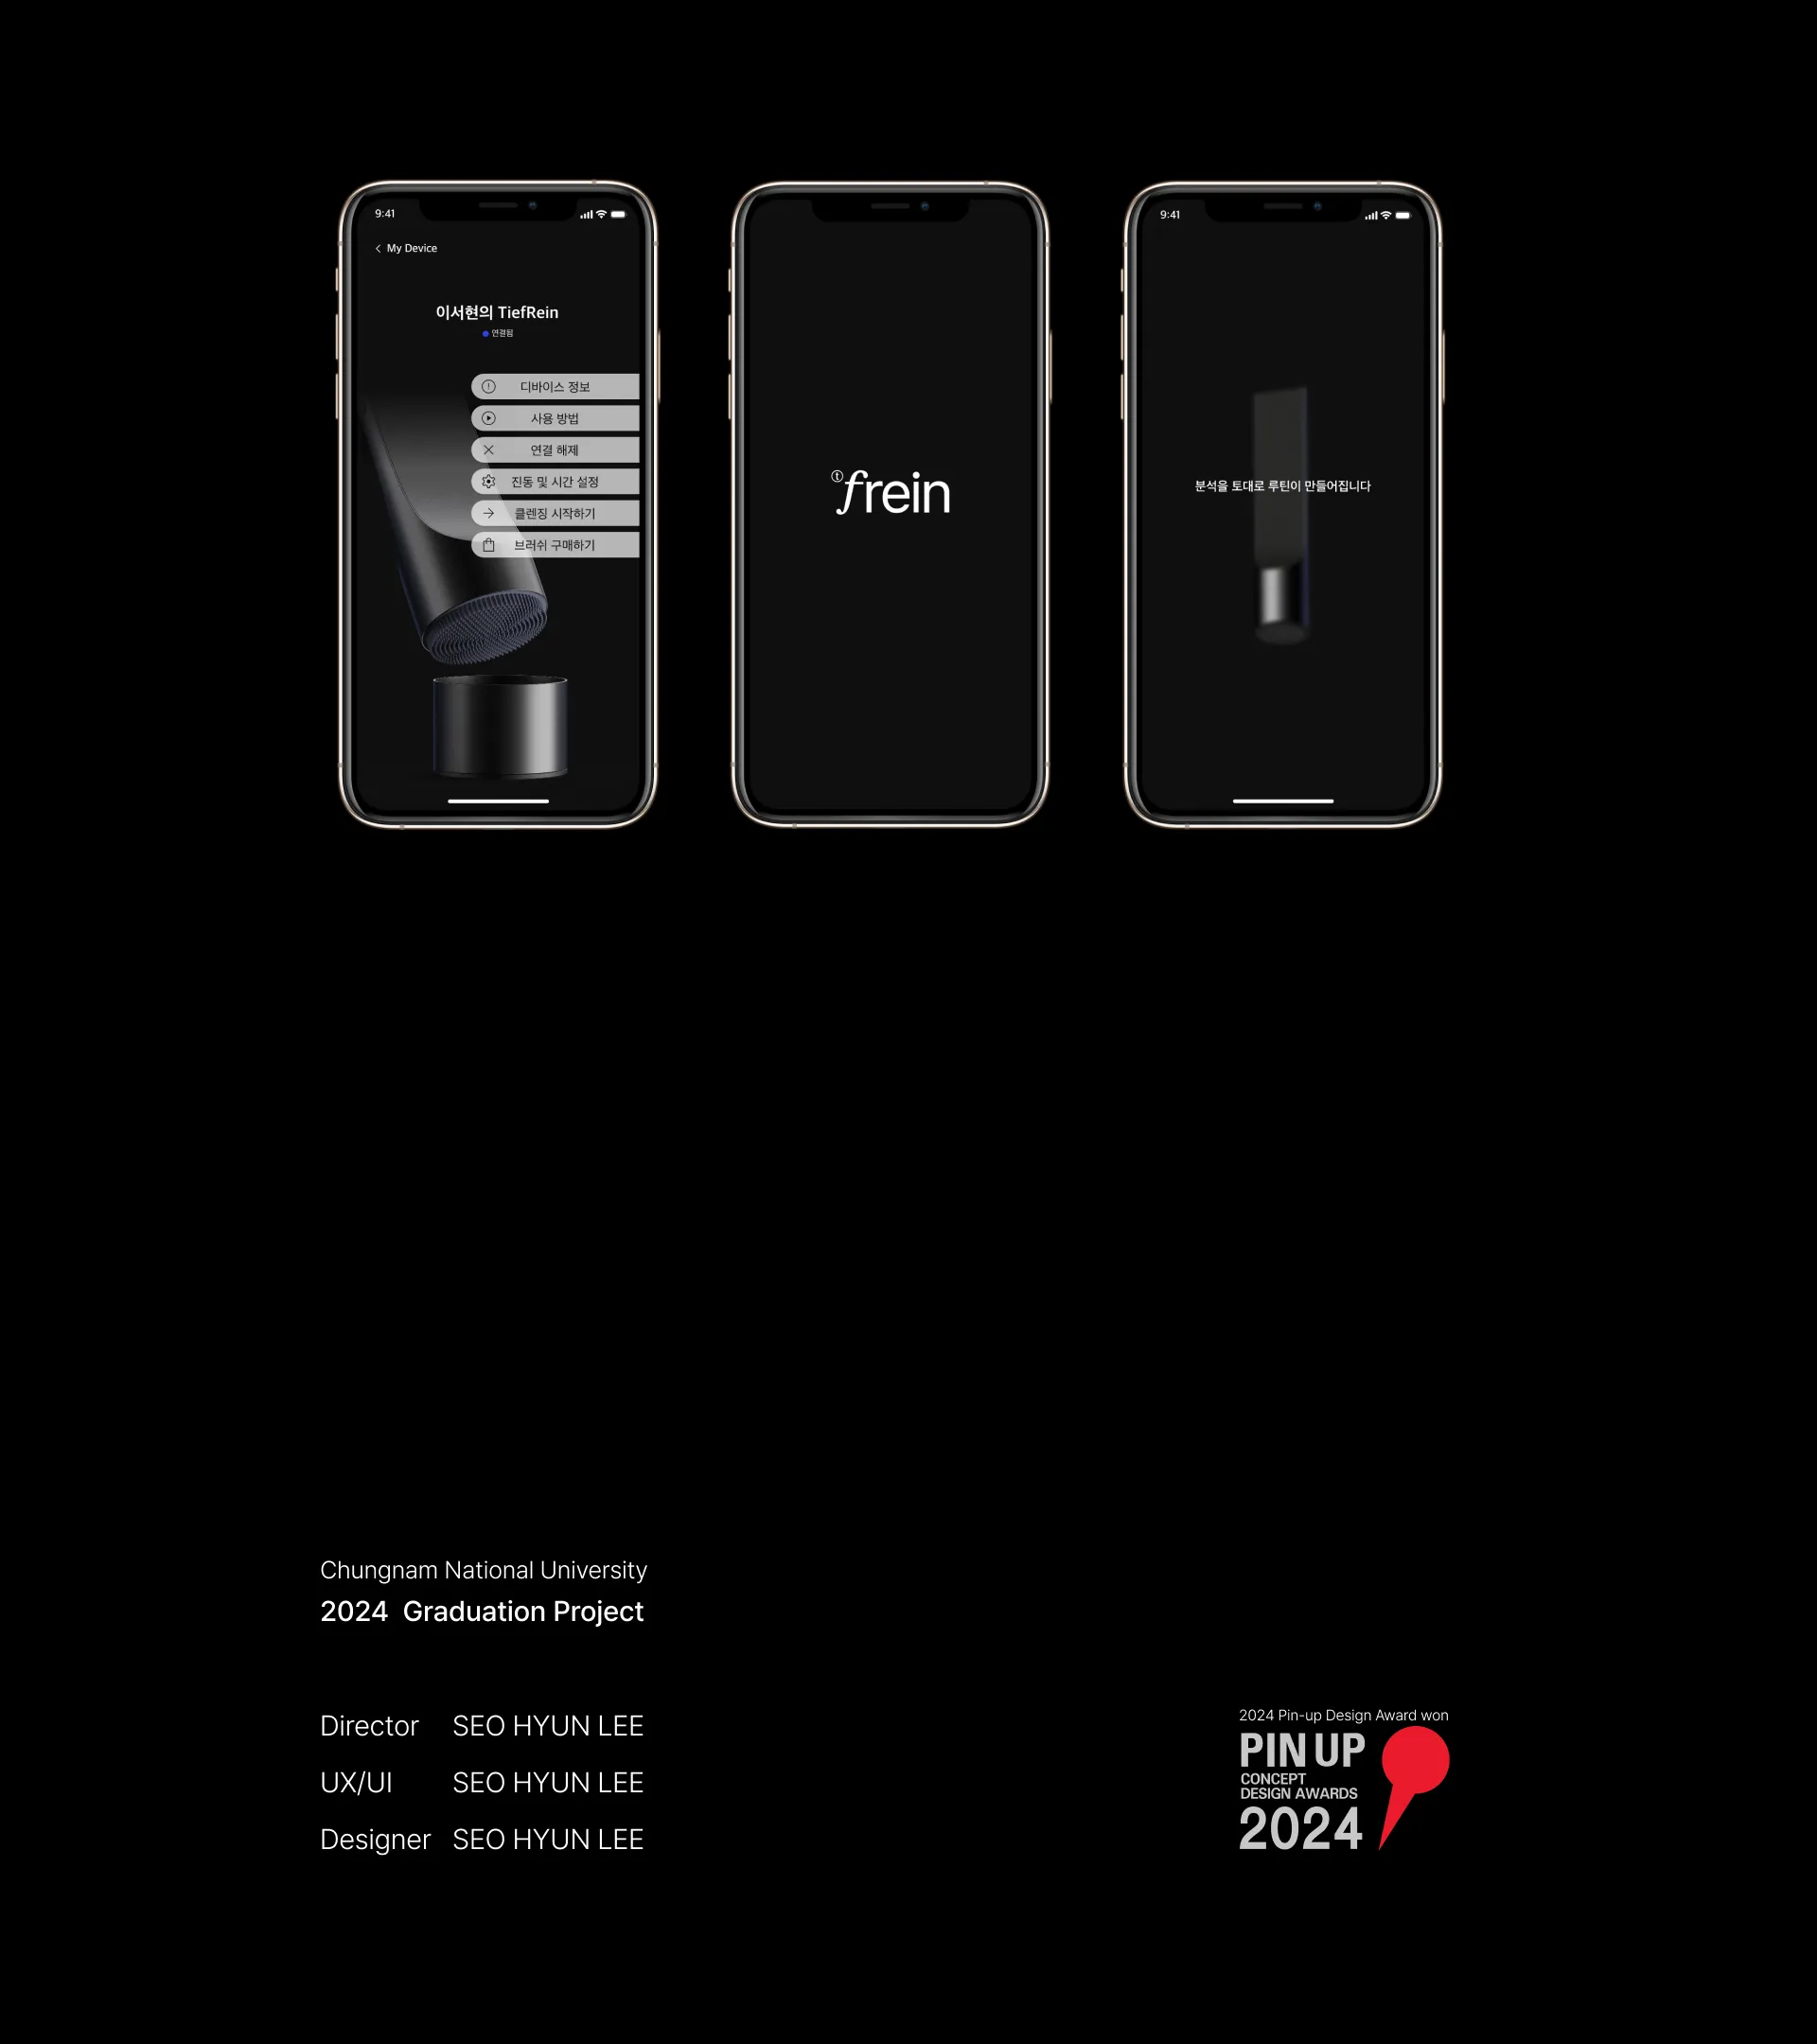 9:41
My Device
이서현의 TiefRein
연결됨
디바이스 정보
사용 방법
연결 해제
진동 및 시간 설정
클렌징 시작하기
브러쉬 구매하기
ⓣfrein
9:41
분석을 토대로 루틴이 만들어집니다
Chungnam National University
2024 Graduation Project
Director SEO HYUN LEE
UX/UI SEO HYUN LEE
Designer SEO HYUN LEE
2024 Pin-up Design Award won
PIN UP
CONCEPT
DESIGN AWARDS
2024